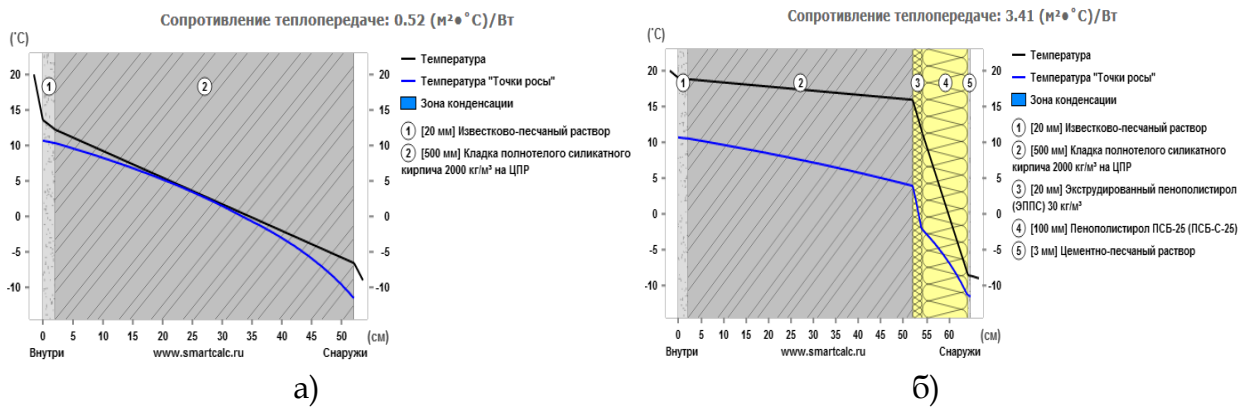 Сопротивление теплопередаче: 0.52 (м²●°С)/Вт
(˚С)
20
15
10
5
0
-5
-10
20
15
10
5
0
-5
-10
1
2
0 5 10 15 20 25 30 35 40 45 50 (см)
Внутри www.smartcalc.ru Снаружи
Температура
Температура "Точки росы"
Зона конденсации
1 [20 мм] Известково-песчаный раствор
2 [500 мм] Кладка полнотелого силикатного
кирпича 2000 кг/м³ на ЦПР
а)
Сопротивление теплопередаче: 3.41 (м²●°С)/Вт
(˚С)
20
15
10
5
0
-5
-10
20
15
10
5
0
-5
-10
1
2
3
4
5
0 5 10 15 20 25 30 35 40 45 50 55 60 (см)
Внутри www.smartcalc.ru Снаружи
Температура
Температура "Точки росы"
Зона конденсации
1 [20 мм] Известково-песчаный раствор
2 [500 мм] Кладка полнотелого силикатного
кирпича 2000 кг/м³ на ЦПР
3 [20 мм] Экструдированный пенополистирол
(ЭППС) 30 кг/м³
4 [100 мм] Пенополистирол ПСБ-25 (ПСБ-С-25)
5 [3 мм] Цементно-песчаный раствор
б)